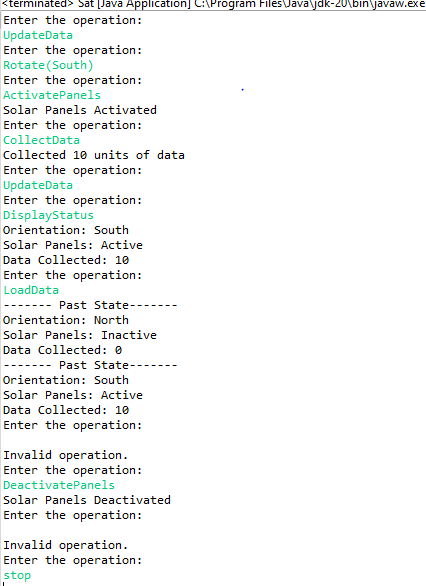 <terminated> Sat [Java Application] C:\Program Files\Java\jdk-20\bin\javaw.exe
Enter the operation:
UpdateData
Enter the operation:
Rotate(South)
Enter the operation:
ActivatePanels
Solar Panels Activated
Enter the operation:
CollectData
Collected 10 units of data
Enter the operation:
UpdateData
Enter the operation:
DisplayStatus
Orientation: South
Solar Panels: Active
Data Collected: 10
Enter the operation:
LoadData
------- Past State-------
Orientation: North
Solar Panels: Inactive
Data Collected: 0
------- Past State-------
Orientation: South
Solar Panels: Active
Data Collected: 10
Enter the operation:
Invalid operation.
Enter the operation:
DeactivatePanels
Solar Panels Deactivated
Enter the operation:
Invalid operation.
Enter the operation:
stop